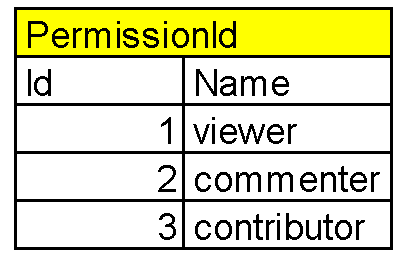 PermissionId
Id Name
1 viewer
2 commenter
3 contributor